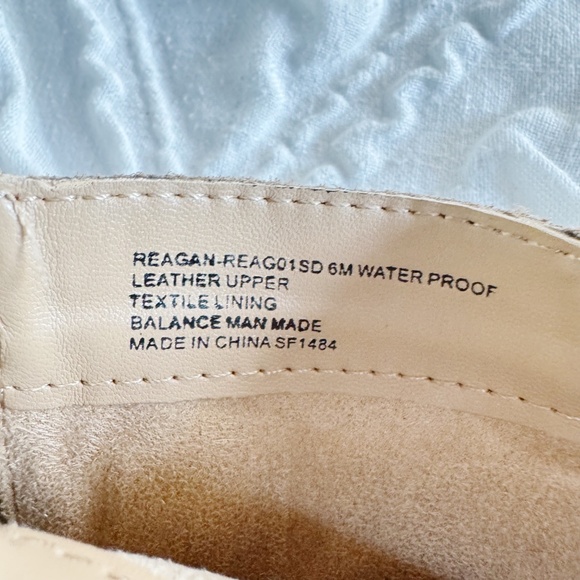 REAGAN-REAG01SD 6M WATER PROOF
LEATHER UPPER
TEXTILE LINING
BALANCE MAN MADE
MADE IN CHINA SF1484